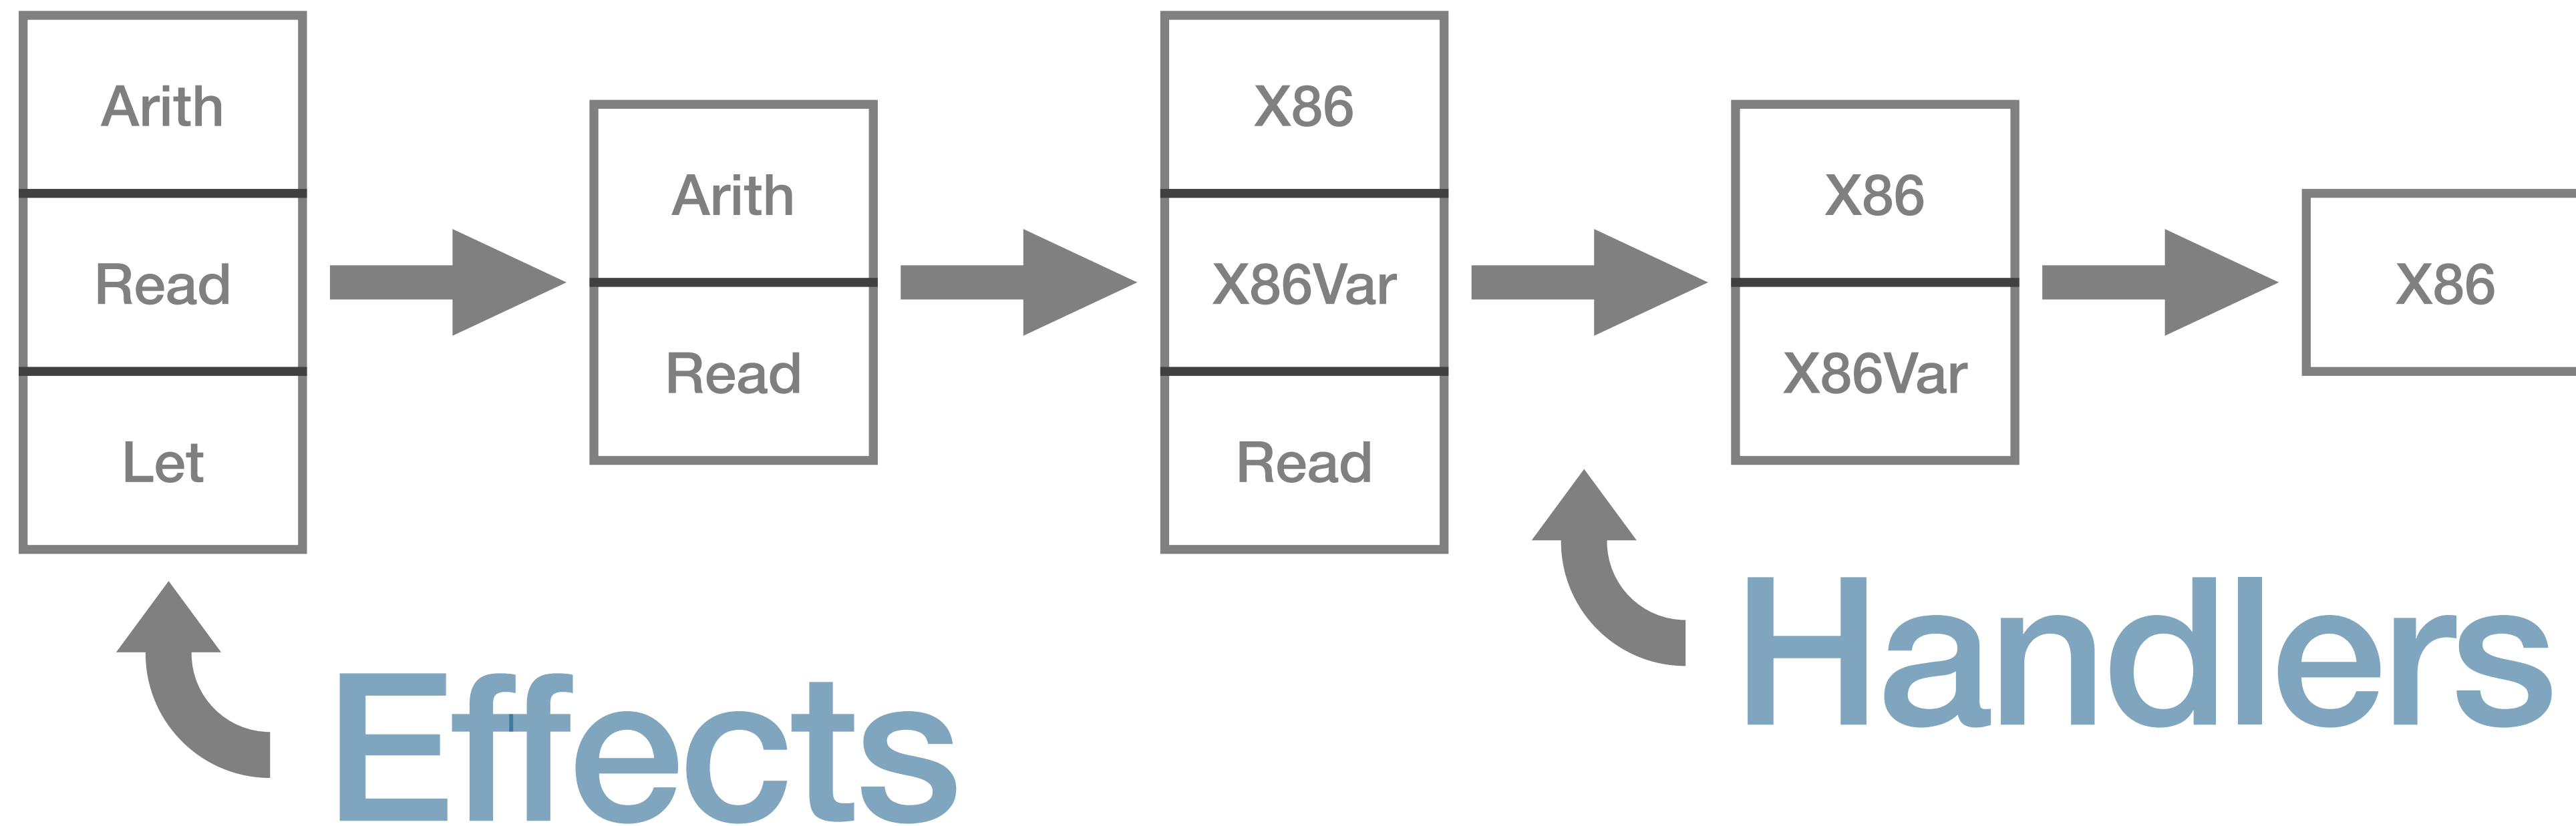 Arith
Read
Let
Arith
Read
X86
X86Var
Read
X86
X86Var
X86
Effects
Handlers